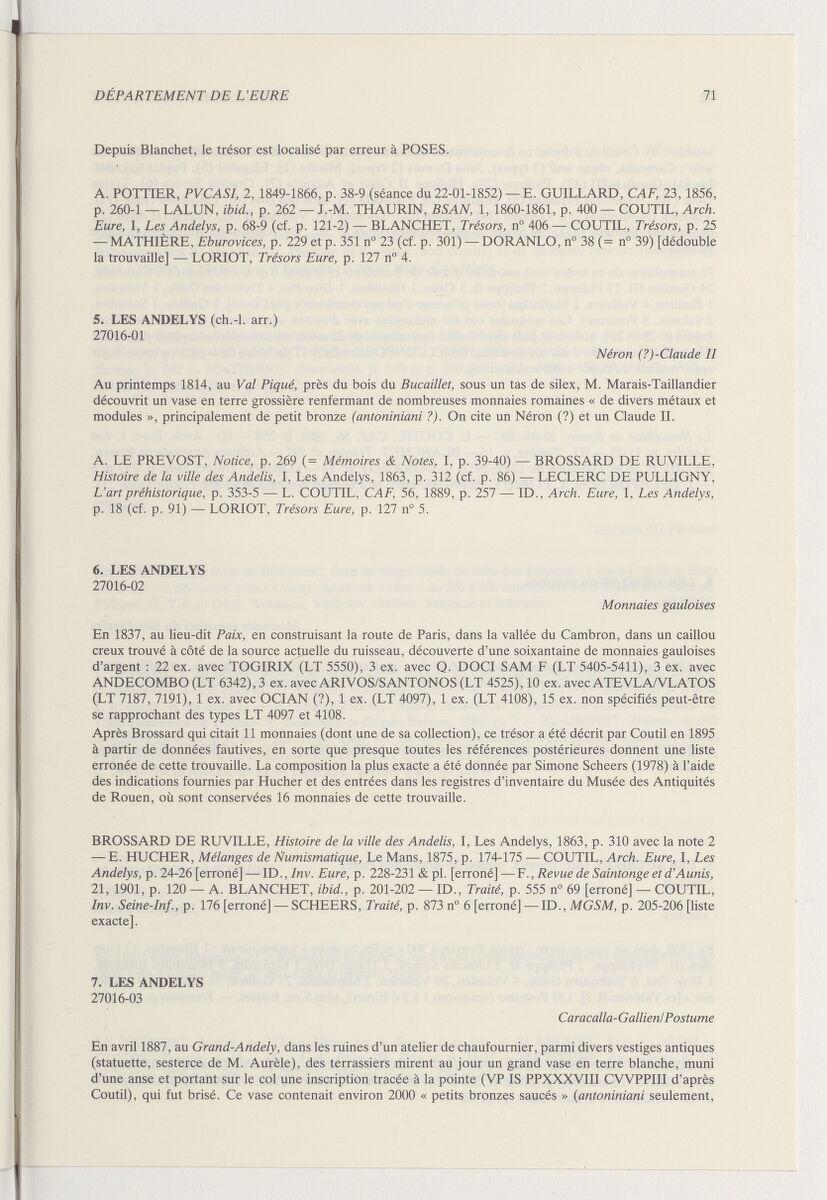 DÉPARTEMENT DE L'EURE 71
Depuis Blanchet, le trésor est localisé par erreur à POSES.
A. POTTIER, PVCASI, 2, 1849-1866, p. 38-9 (séance du 22-01-1852) — E. GUILLARD, CAF, 23, 1856,
p. 260-1 — LALUN, ibid., p. 262 — J.-M. THAURIN, BSAN, 1, 1860-1861, p. 400 — COUTIL, Arch.
Eure, I, Les Andelys, p. 68-9 (cf. p. 121-2) — BLANCHET, Trésors, n° 406 — COUTIL, Trésors, p. 25
— MATHIÈRE, Eburovices, p. 229 et p. 351 n° 23 (cf. p. 301) — DORANLO, n° 38 (= n° 39) [dédouble
la trouvaille] — LORIOT, Trésors Eure, p. 127 n° 4.
5. LES ANDELYS (ch.-l. arr.)
27016-01
Néron (?)-Claude II
Au printemps 1814, au Val Piqué, près du bois du Bucaillet, sous un tas de silex, M. Marais-Taillandier
découvrit un vase en terre grossière renfermant de nombreuses monnaies romaines « de divers métaux et
modules », principalement de petit bronze (antoniniani ?). On cite un Néron (?) et un Claude II.
A. LE PREVOST, Notice, p. 269 (= Mémoires & Notes, I, p. 39-40) — BROSSARD DE RUVILLE,
Histoire de la ville des Andelis, I, Les Andelys, 1863, p. 312 (cf. p. 86) — LECLERC DE PULLIGNY,
L'art préhistorique, p. 353-5 — L. COUTIL, CAF, 56, 1889, p. 257 — ID., Arch. Eure, I, Les Andelys,
p. 18 (cf. p. 91) — LORIOT, Trésors Eure, p. 127 n° 5.
6. LES ANDELYS
27016-02
Monnaies gauloises
En 1837, au lieu-dit Paix, en construisant la route de Paris, dans la vallée du Cambron, dans un caillou
creux trouvé à côté de la source actuelle du ruisseau, découverte d'une soixantaine de monnaies gauloises
d'argent : 22 ex. avec TOGIRIX (LT 5550), 3 ex. avec Q. DOCI SAM F (LT 5405-5411), 3 ex. avec
ANDECOMBO (LT 6342), 3 ex. avec ARIVOS/SANTONOS (LT 4525), 10 ex. avec ATEVLA/VLATOS
(LT 7187, 7191), 1 ex. avec OCIAN (?), 1 ex. (LT 4097), 1 ex. (LT 4108), 15 ex. non spécifiés peut-être
se rapprochant des types LT 4097 et 4108.
Après Brossard qui citait 11 monnaies (dont une de sa collection), ce trésor a été décrit par Coutil en 1895
à partir de données fautives, en sorte que presque toutes les références postérieures donnent une liste
erronée de cette trouvaille. La composition la plus exacte a été donnée par Simone Scheers (1978) à l'aide
des indications fournies par Hucher et des entrées dans les registres d'inventaire du Musée des Antiquités
de Rouen, où sont conservées 16 monnaies de cette trouvaille.
BROSSARD DE RUVILLE, Histoire de la ville des Andelis, I, Les Andelys, 1863, p. 310 avec la note 2
— E. HUCHER, Mélanges de Numismatique, Le Mans, 1875, p. 174-175 — COUTIL, Arch. Eure, I, Les
Andelys, p. 24-26 [erroné] — ID., Inv. Eure, p. 228-231 & pl. [erroné] — F., Revue de Saintonge et d'Aunis,
21, 1901, p. 120 — A. BLANCHET, ibid., p. 201-202 — ID., Traité, p. 555 n° 69 [erroné] — COUTIL,
Inv. Seine-Inf., p. 176 [erroné] — SCHEERS, Traité, p. 873 n° 6 [erroné] — ID., MGSM, p. 205-206 [liste
exacte].
7. LES ANDELYS
27016-03
Caracalla-Gallien/Postume
En avril 1887, au Grand-Andely, dans les ruines d'un atelier de chaufournier, parmi divers vestiges antiques
(statuette, sesterce de M. Aurèle), des terrassiers mirent au jour un grand vase en terre blanche, muni
d'une anse et portant sur le col une inscription tracée à la pointe (VP IS PPXXXVIII CVVPPIII d'après
Coutil), qui fut brisé. Ce vase contenait environ 2000 « petits bronzes saucés » (antoniniani seulement,